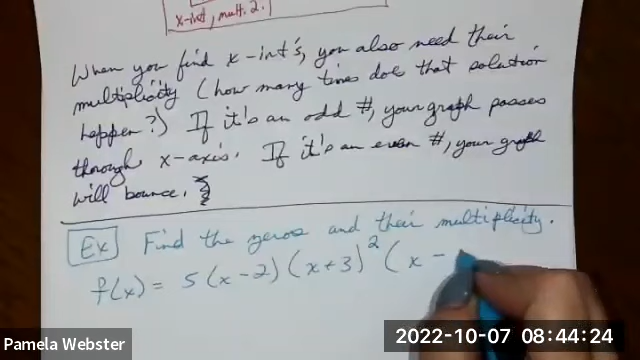 x-int, mult. 2.
When you find x-int's, you also need their
multiplicity (how many times does that solution
happen?) If it's an odd #, your graph passes
through x-axis. If it's an even #, your graph
will bounce.
Ex Find the zeros and their multiplicity.
f(x) = 5(x-2)(x+3)²(x-
Pamela Webster
2022-10-07 08:44:24